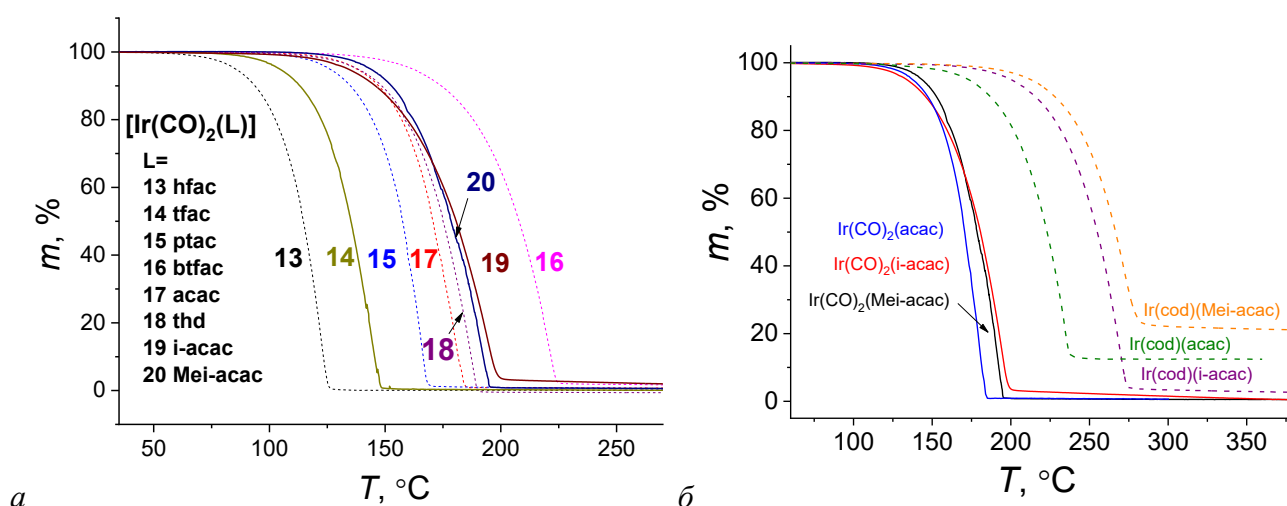 100
80
60
40
20
0
m, %
[Ir(CO)₂(L)]
L=
13 hfac
14 tfac
15 ptac
16 btfac
17 acac
18 thd
19 i-acac
20 Mei-acac
13
14
15
17
18
19
20
16
50
100
150
200
250
T, °C
а
100
80
60
40
20
0
m, %
Ir(CO)₂(acac)
Ir(CO)₂(i-acac)
Ir(CO)₂(Mei-acac)
Ir(cod)(Mei-acac)
Ir(cod)(acac)
Ir(cod)(i-acac)
100
150
200
250
300
350
T, °C
б